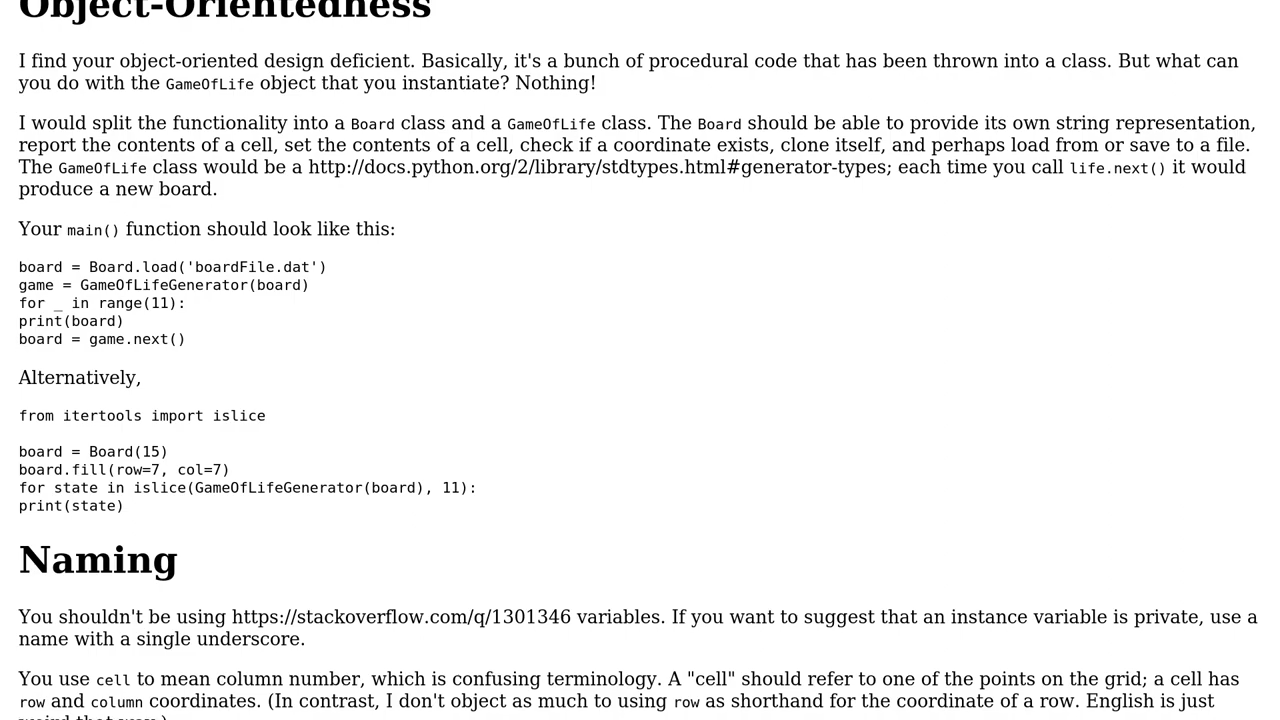 Object-Orientedness
I find your object-oriented design deficient. Basically, it's a bunch of procedural code that has been thrown into a class. But what can
you do with the GameOfLife object that you instantiate? Nothing!
I would split the functionality into a Board class and a GameOfLife class. The Board should be able to provide its own string representation,
report the contents of a cell, set the contents of a cell, check if a coordinate exists, clone itself, and perhaps load from or save to a file.
The GameOfLife class would be a http://docs.python.org/2/library/stdtypes.html#generator-types; each time you call life.next() it would
produce a new board.
Your main() function should look like this:
board = Board.load('boardFile.dat')
game = GameOfLifeGenerator(board)
for _ in range(11):
print(board)
board = game.next()
Alternatively,
from itertools import islice
board = Board(15)
board.fill(row=7, col=7)
for state in islice(GameOfLifeGenerator(board), 11):
print(state)
Naming
You shouldn't be using https://stackoverflow.com/q/1301346 variables. If you want to suggest that an instance variable is private, use a
name with a single underscore.
You use cell to mean column number, which is confusing terminology. A "cell" should refer to one of the points on the grid; a cell has
row and column coordinates. (In contrast, I don't object as much to using row as shorthand for the coordinate of a row. English is just
weird that way.)